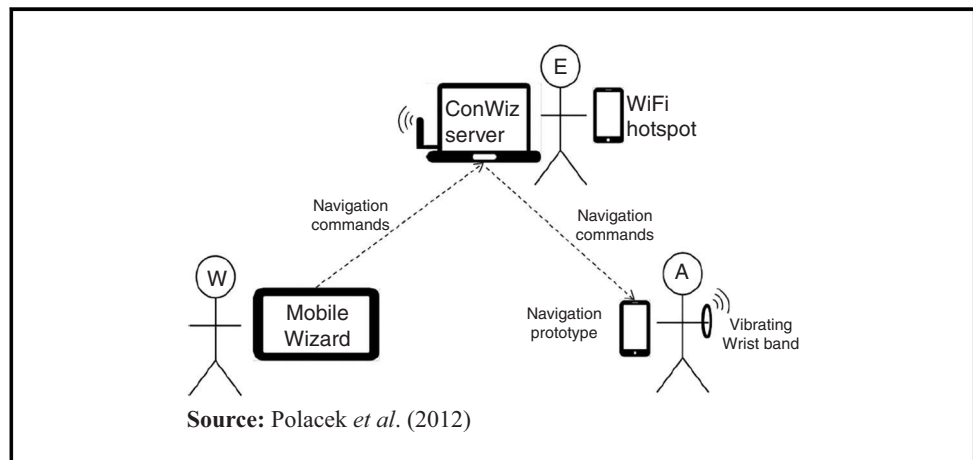 E
ConWiz
server
WiFi
hotspot
Navigation
commands
Navigation
commands
W
Mobile
Wizard
A
Navigation
prototype
Vibrating
Wrist band
Source: Polacek et al. (2012)